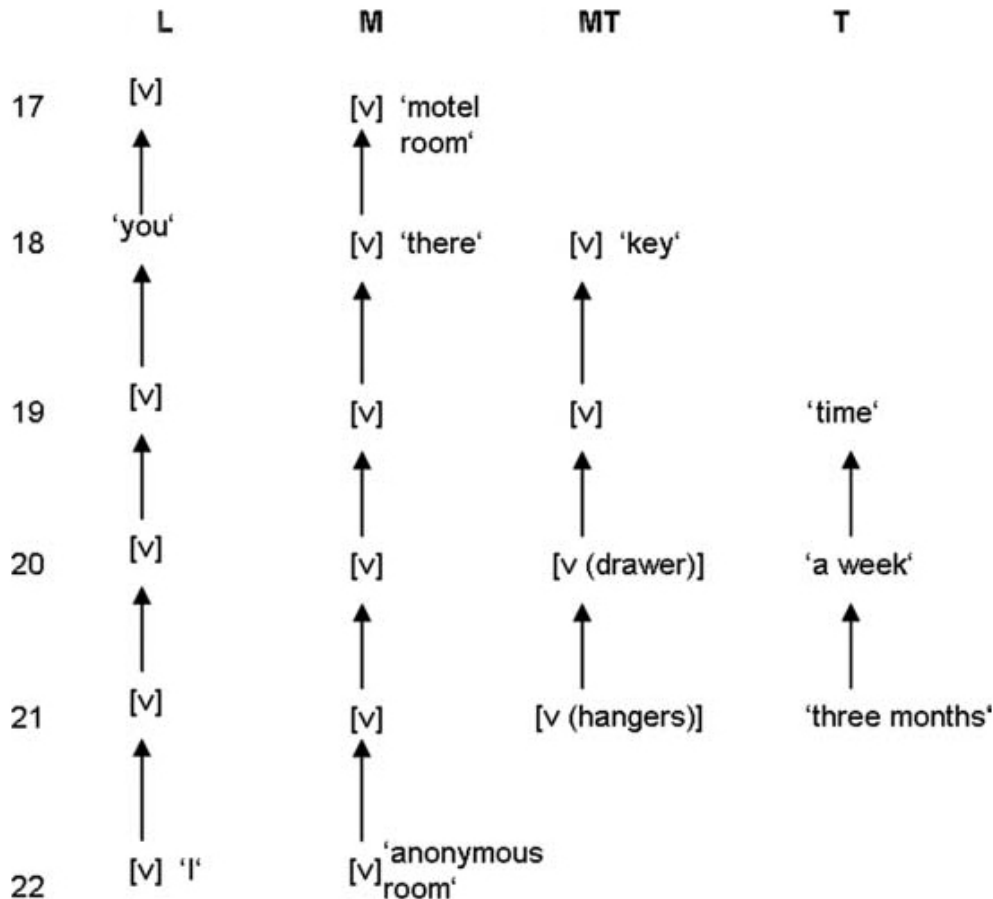 L M MT T
17 [v] [v] ‘motel
room‘
‘you‘
18 [v] ‘there‘ [v] ‘key‘
19 [v] [v] [v] ‘time‘
20 [v] [v] [v (drawer)] ‘a week‘
21 [v] [v] [v (hangers)] ‘three months‘
22 [v] ‘I‘ [v] ‘anonymous
room‘